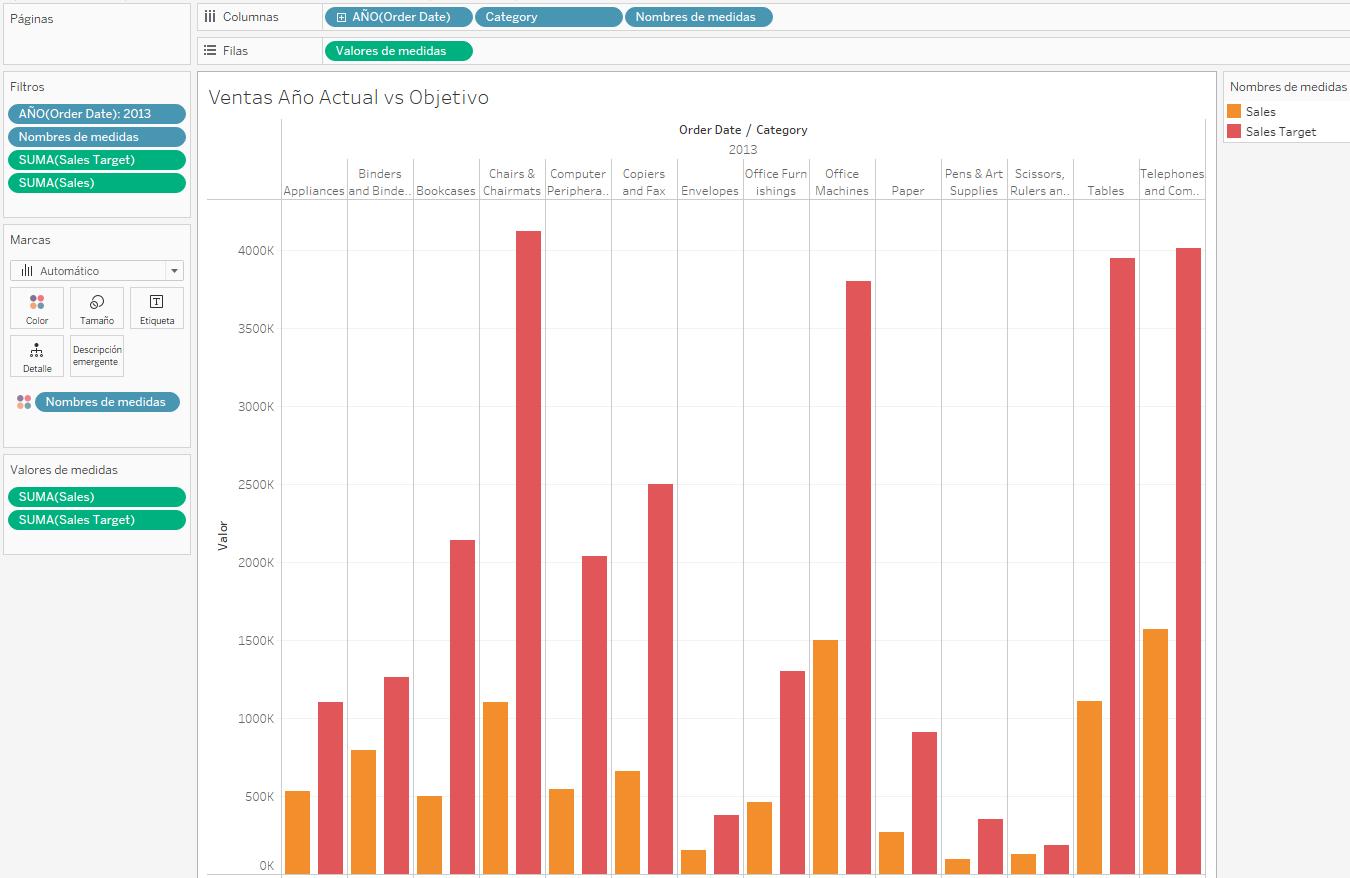 Páginas
Columnas
AÑO(Order Date)
Category
Nombres de medidas
Filas
Valores de medidas
Filtros
AÑO(Order Date): 2013
Nombres de medidas
SUMA(Sales Target)
SUMA(Sales)
Marcas
Automático
Color
Tamaño
Etiqueta
Detalle
Descripción
emergente
Nombres de medidas
Valores de medidas
SUMA(Sales)
SUMA(Sales Target)
Ventas Año Actual vs Objetivo
Order Date / Category
2013
Appliances
Binders
and Binde..
Bookcases
Chairs &
Chairmats
Computer
Periphera..
Copiers
and Fax
Envelopes
Office Furn
ishings
Office
Machines
Paper
Pens & Art
Supplies
Scissors,
Rulers an..
Tables
Telephones
and Com..
Valor
4000K
3500K
3000K
2500K
2000K
1500K
1000K
500K
0K
Nombres de medidas
Sales
Sales Target